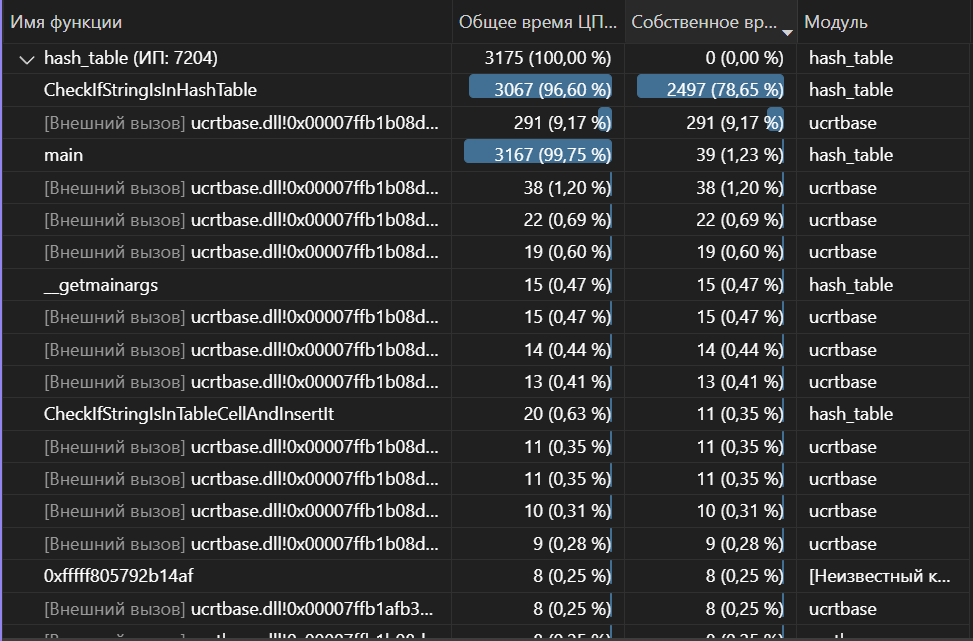 Имя функции Общее время ЦП... Собственное вр... Модуль
hash_table (ИП: 7204) 3175 (100,00 %) 0 (0,00 %) hash_table
CheckIfStringIsInHashTable 3067 (96,60 %) 2497 (78,65 %) hash_table
[Внешний вызов] ucrtbase.dll!0x00007ffb1b08d... 291 (9,17 %) 291 (9,17 %) ucrtbase
main 3167 (99,75 %) 39 (1,23 %) hash_table
[Внешний вызов] ucrtbase.dll!0x00007ffb1b08d... 38 (1,20 %) 38 (1,20 %) ucrtbase
[Внешний вызов] ucrtbase.dll!0x00007ffb1b08d... 22 (0,69 %) 22 (0,69 %) ucrtbase
[Внешний вызов] ucrtbase.dll!0x00007ffb1b08d... 19 (0,60 %) 19 (0,60 %) ucrtbase
__getmainargs 15 (0,47 %) 15 (0,47 %) hash_table
[Внешний вызов] ucrtbase.dll!0x00007ffb1b08d... 15 (0,47 %) 15 (0,47 %) ucrtbase
[Внешний вызов] ucrtbase.dll!0x00007ffb1b08d... 14 (0,44 %) 14 (0,44 %) ucrtbase
[Внешний вызов] ucrtbase.dll!0x00007ffb1b08d... 13 (0,41 %) 13 (0,41 %) ucrtbase
CheckIfStringIsInTableCellAndInsertIt 20 (0,63 %) 11 (0,35 %) hash_table
[Внешний вызов] ucrtbase.dll!0x00007ffb1b08d... 11 (0,35 %) 11 (0,35 %) ucrtbase
[Внешний вызов] ucrtbase.dll!0x00007ffb1b08d... 11 (0,35 %) 11 (0,35 %) ucrtbase
[Внешний вызов] ucrtbase.dll!0x00007ffb1b08d... 10 (0,31 %) 10 (0,31 %) ucrtbase
[Внешний вызов] ucrtbase.dll!0x00007ffb1b08d... 9 (0,28 %) 9 (0,28 %) ucrtbase
0xfffff805792b14af 8 (0,25 %) 8 (0,25 %) [Неизвестный к...
[Внешний вызов] ucrtbase.dll!0x00007ffb1afb3... 8 (0,25 %) 8 (0,25 %) ucrtbase